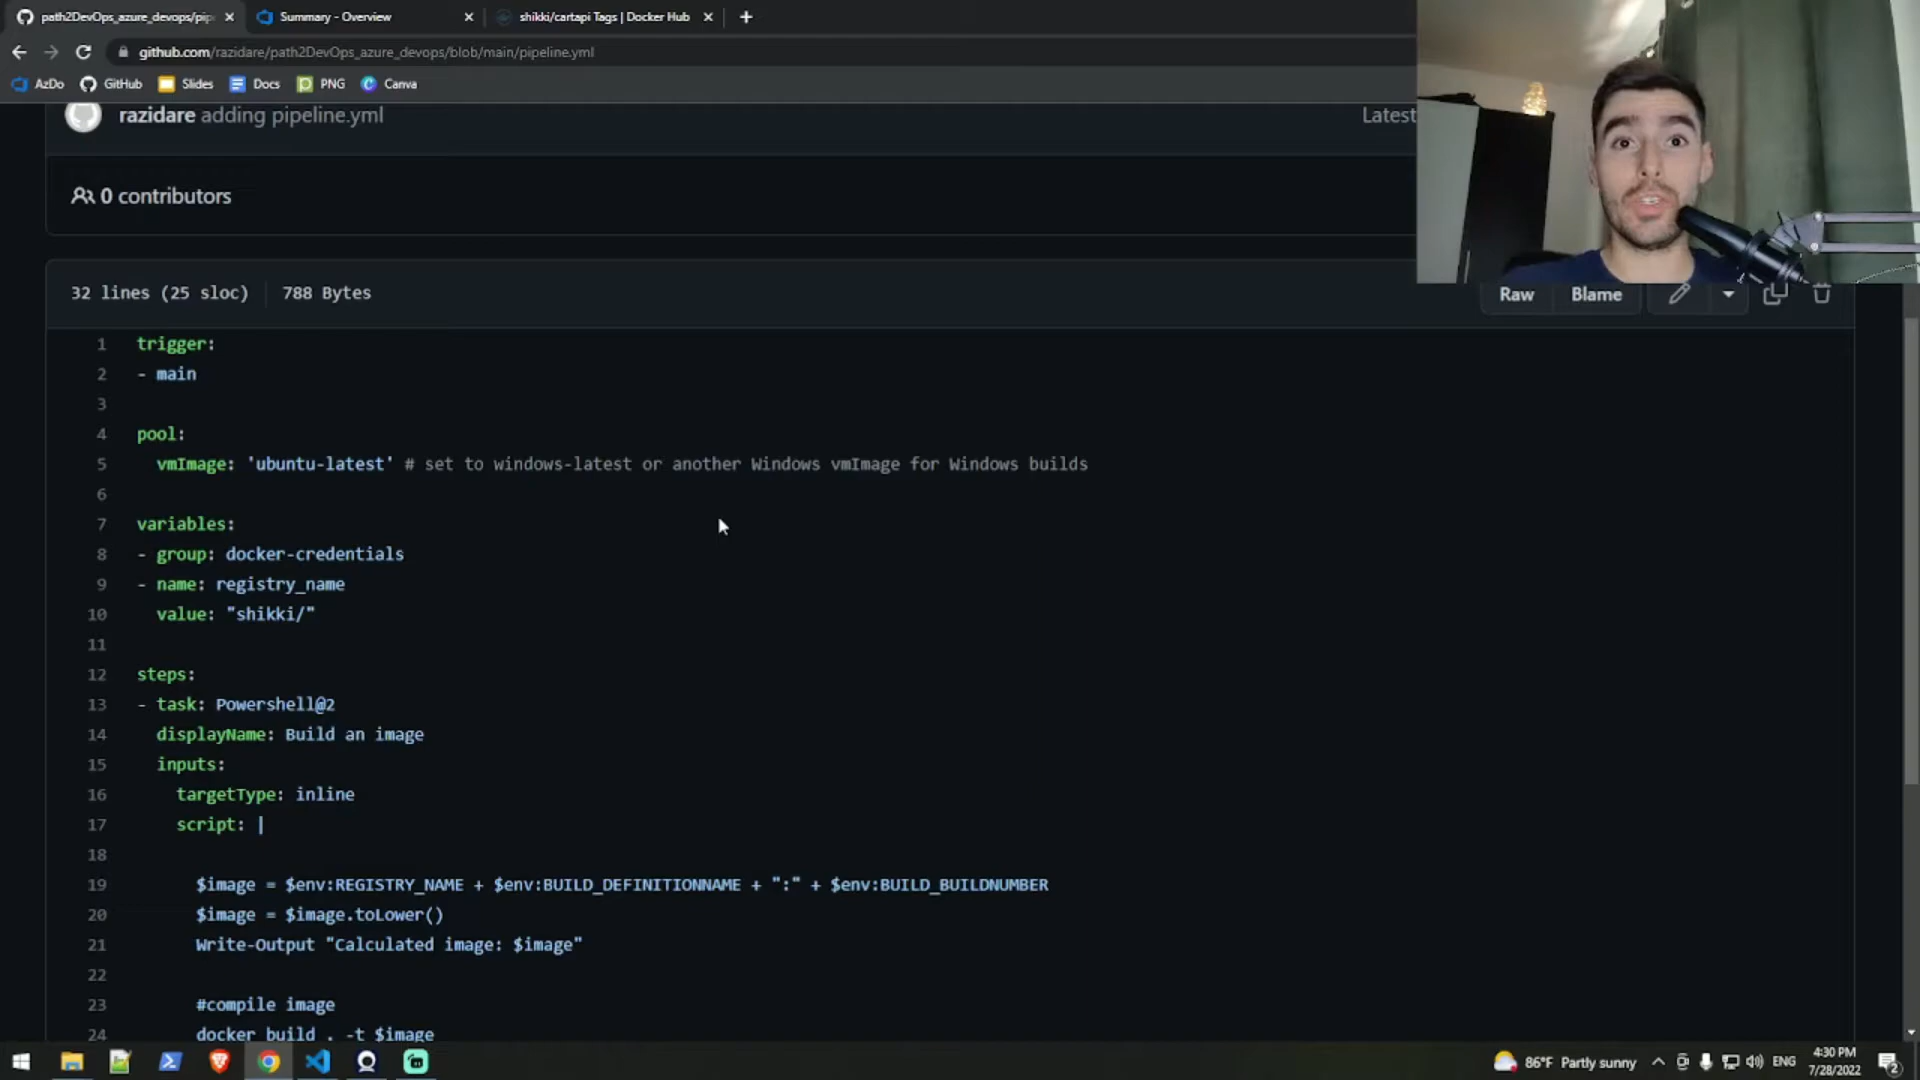 path2DevOps_azure_devops/pip
Summary - Overview
shikki/cartapi Tags | Docker Hub
github.com/razidare/path2DevOps_azure_devops/blob/main/pipeline.yml
AzDo GitHub Slides Docs PNG Canva
razidare adding pipeline.yml
Latest
0 contributors
32 lines (25 sloc) 788 Bytes
Raw Blame
1 trigger:
2 - main
3
4 pool:
5 vmImage: 'ubuntu-latest' # set to windows-latest or another Windows vmImage for Windows builds
6
7 variables:
8 - group: docker-credentials
9 - name: registry_name
10 value: "shikki/"
11
12 steps:
13 - task: Powershell@2
14 displayName: Build an image
15 inputs:
16 targetType: inline
17 script: |
18
19 $image = $env:REGISTRY_NAME + $env:BUILD_DEFINITIONNAME + ":" + $env:BUILD_BUILDNUMBER
20 $image = $image.toLower()
21 Write-Output "Calculated image: $image"
22
23 #compile image
24 docker build . -t $image
86°F Partly sunny
ENG
4:30 PM
7/28/2022
2